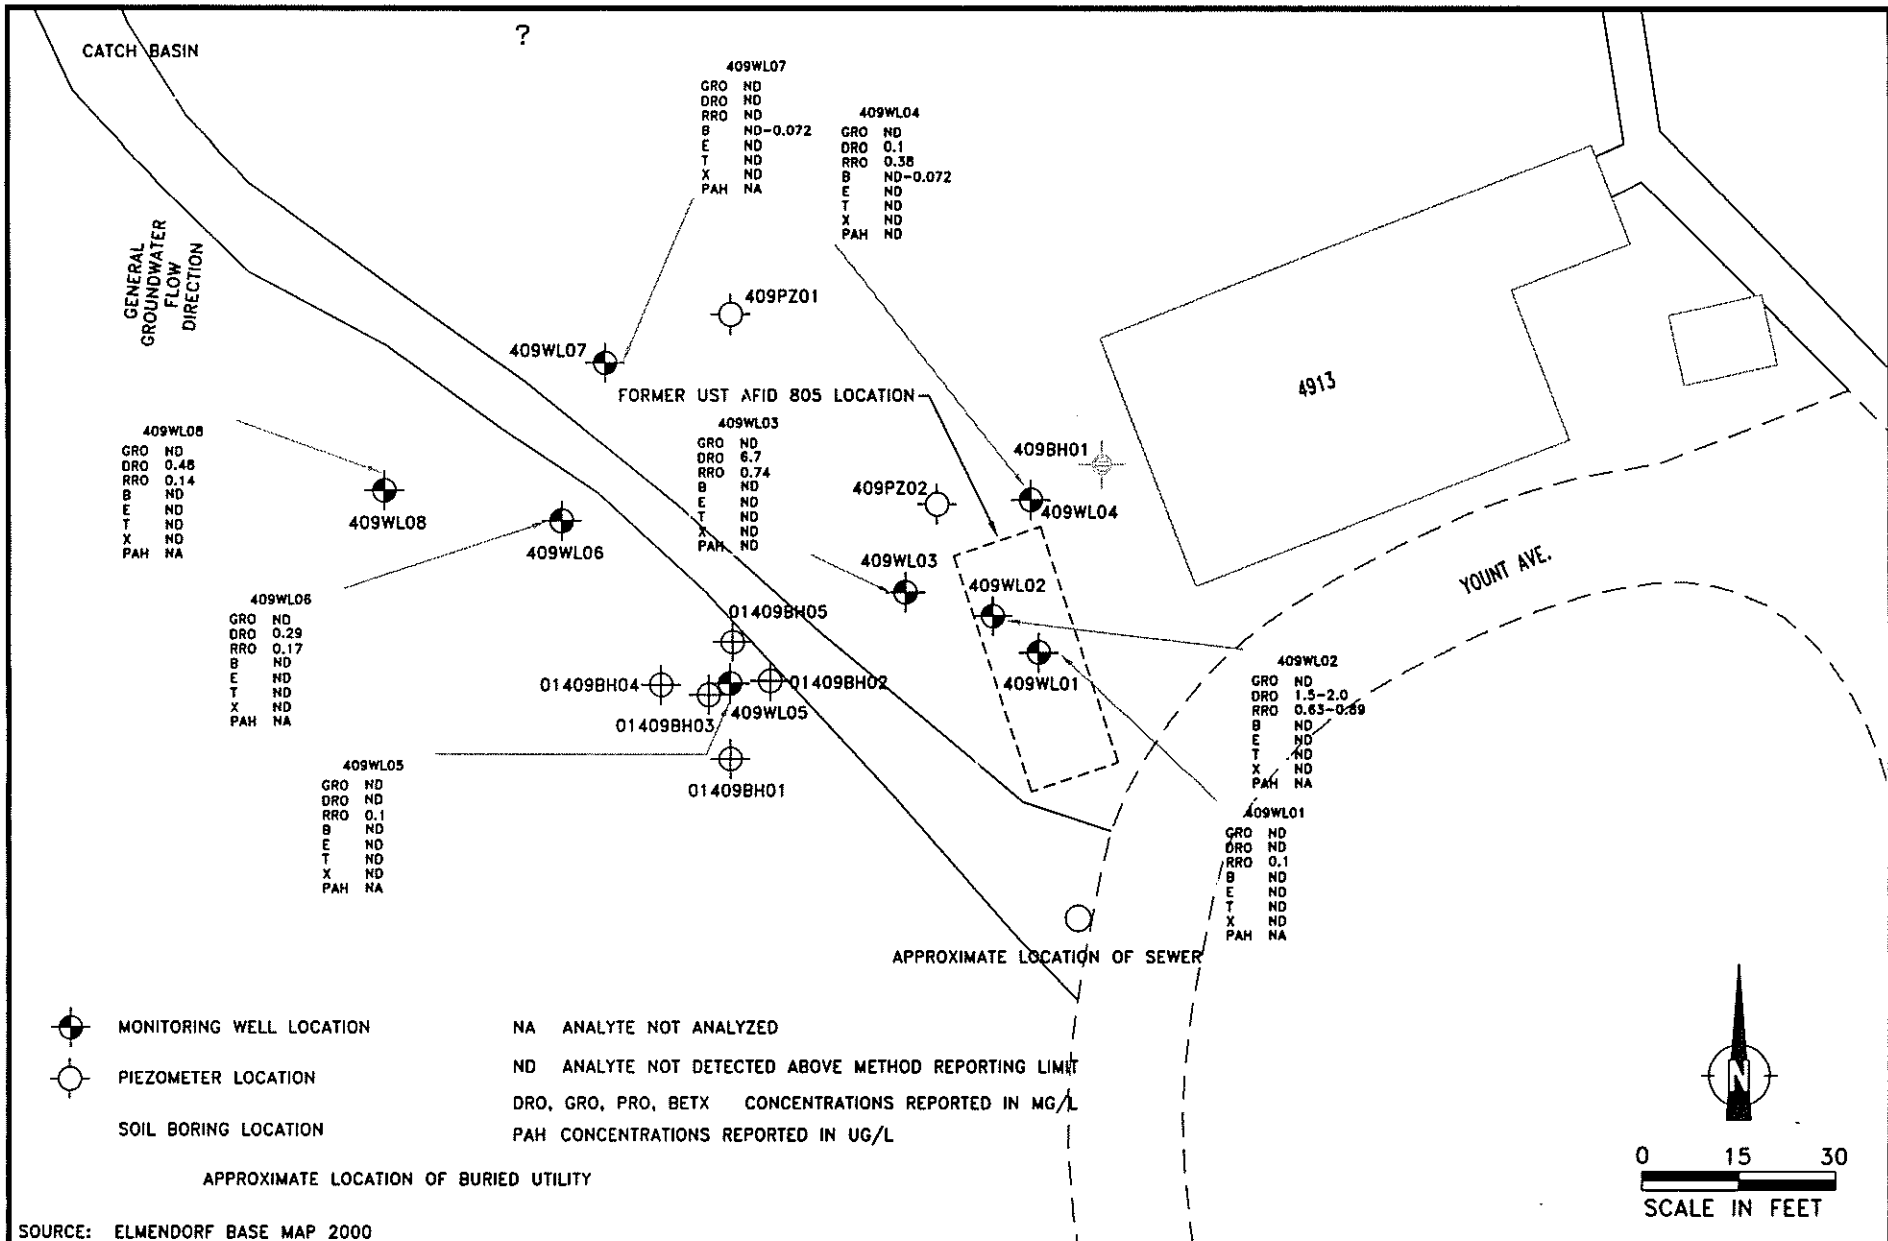 CATCH BASIN
?
409WL07
GRO ND
DRO ND
RRO ND
B ND-0.072
E ND
T ND
X ND
PAH NA
409WL04
GRO ND
DRO 0.1
RRO 0.38
B ND-0.072
E ND
T ND
X ND
PAH ND
GENERAL
GROUNDWATER
FLOW
DIRECTION
409PZ01
409WL07
FORMER UST AFID 805 LOCATION
4913
409WL03
GRO ND
DRO 6.7
RRO 0.74
B ND
E ND
T ND
X ND
PAH ND
409WL08
GRO ND
DRO 0.48
RRO 0.14
B ND
E ND
T ND
X ND
PAH NA
409WL08
409WL06
409BH01
409PZ02
409WL04
409WL03
409WL02
409WL01
YOUNT AVE.
409WL06
GRO ND
DRO 0.29
RRO 0.17
B ND
E ND
T ND
X ND
PAH NA
01409BH05
01409BH04
01409BH02
01409BH03
409WL05
01409BH01
409WL02
GRO ND
DRO 1.5-2.0
RRO 0.63-0.89
B ND
E ND
T ND
X ND
PAH NA
409WL05
GRO ND
DRO ND
RRO 0.1
B ND
E ND
T ND
X ND
PAH NA
409WL01
GRO ND
DRO ND
RRO 0.1
B ND
E ND
T ND
X ND
PAH NA
APPROXIMATE LOCATION OF SEWER
MONITORING WELL LOCATION
PIEZOMETER LOCATION
SOIL BORING LOCATION
APPROXIMATE LOCATION OF BURIED UTILITY
NA ANALYTE NOT ANALYZED
ND ANALYTE NOT DETECTED ABOVE METHOD REPORTING LIMIT
DRO, GRO, PRO, BETX CONCENTRATIONS REPORTED IN MG/L
PAH CONCENTRATIONS REPORTED IN UG/L
SOURCE: ELMENDORF BASE MAP 2000
N
0 15 30
SCALE IN FEET